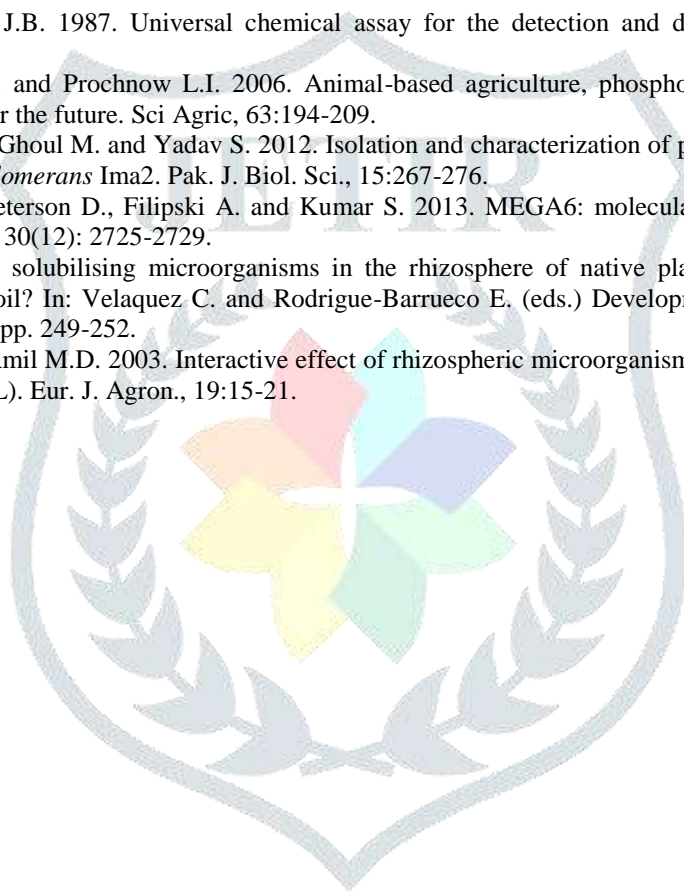 J.B. 1987. Universal chemical assay for the detection and d
and Prochnow L.I. 2006. Animal-based agriculture, phospho
r the future. Sci Agric, 63:194-209.
Ghoul M. and Yadav S. 2012. Isolation and characterization of p
lomerans Ima2. Pak. J. Biol. Sci., 15:267-276.
eterson D., Filipski A. and Kumar S. 2013. MEGA6: molecula
30(12): 2725-2729.
solubilising microorganisms in the rhizosphere of native pla
oil? In: Velaquez C. and Rodrigue-Barrueco E. (eds.) Developm
pp. 249-252.
amil M.D. 2003. Interactive effect of rhizospheric microorganism
L). Eur. J. Agron., 19:15-21.
JETIR